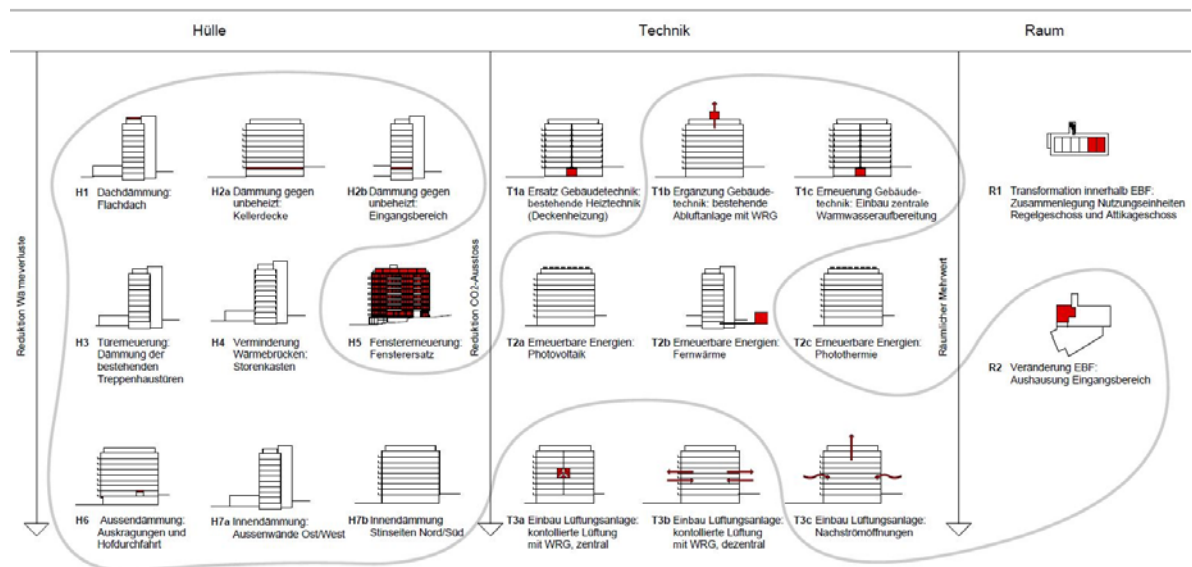 Hülle
Technik
Raum
Reduktion Wärmeverluste
Reduktion CO2-Ausstoss
Räumlicher Mehrwert
H1 Dachdämmung:
Flachdach
H2a Dämmung gegen
unbeheizt:
Kellerdecke
H2b Dämmung gegen
unbeheizt:
Eingangsbereich
T1a Ersatz Gebäudetechnik:
bestehende Heiztechnik
(Deckenheizung)
T1b Ergänzung Gebäude-
technik: bestehende
Abluftanlage mit WRG
T1c Erneuerung Gebäude-
technik: Einbau zentrale
Warmwasseraufbereitung
R1 Transformation innerhalb EBF:
Zusammenlegung Nutzungseinheiten
Regelgeschoss und Attikageschoss
H3 Türerneuerung:
Dämmung der
bestehenden
Treppenhaustüren
H4 Verminderung
Wärmebrücken:
Storenkasten
H5 Fenstererneuerung:
Fensterersatz
T2a Erneuerbare Energien:
Photovoltaik
T2b Erneuerbare Energien:
Fernwärme
T2c Erneuerbare Energien:
Photothermie
R2 Veränderung EBF:
Aushausung Eingangsbereich
H6 Aussendämmung:
Auskragungen und
Hofdurchfahrt
H7a Innendämmung:
Aussenwände Ost/West
H7b Innendämmung
Stinseiten Nord/Süd
T3a Einbau Lüftungsanlage:
kontollierte Lüftung
mit WRG, zentral
T3b Einbau Lüftungsanlage:
kontollierte Lüftung
mit WRG, dezentral
T3c Einbau Lüftungsanlage:
Nachströmöffnungen